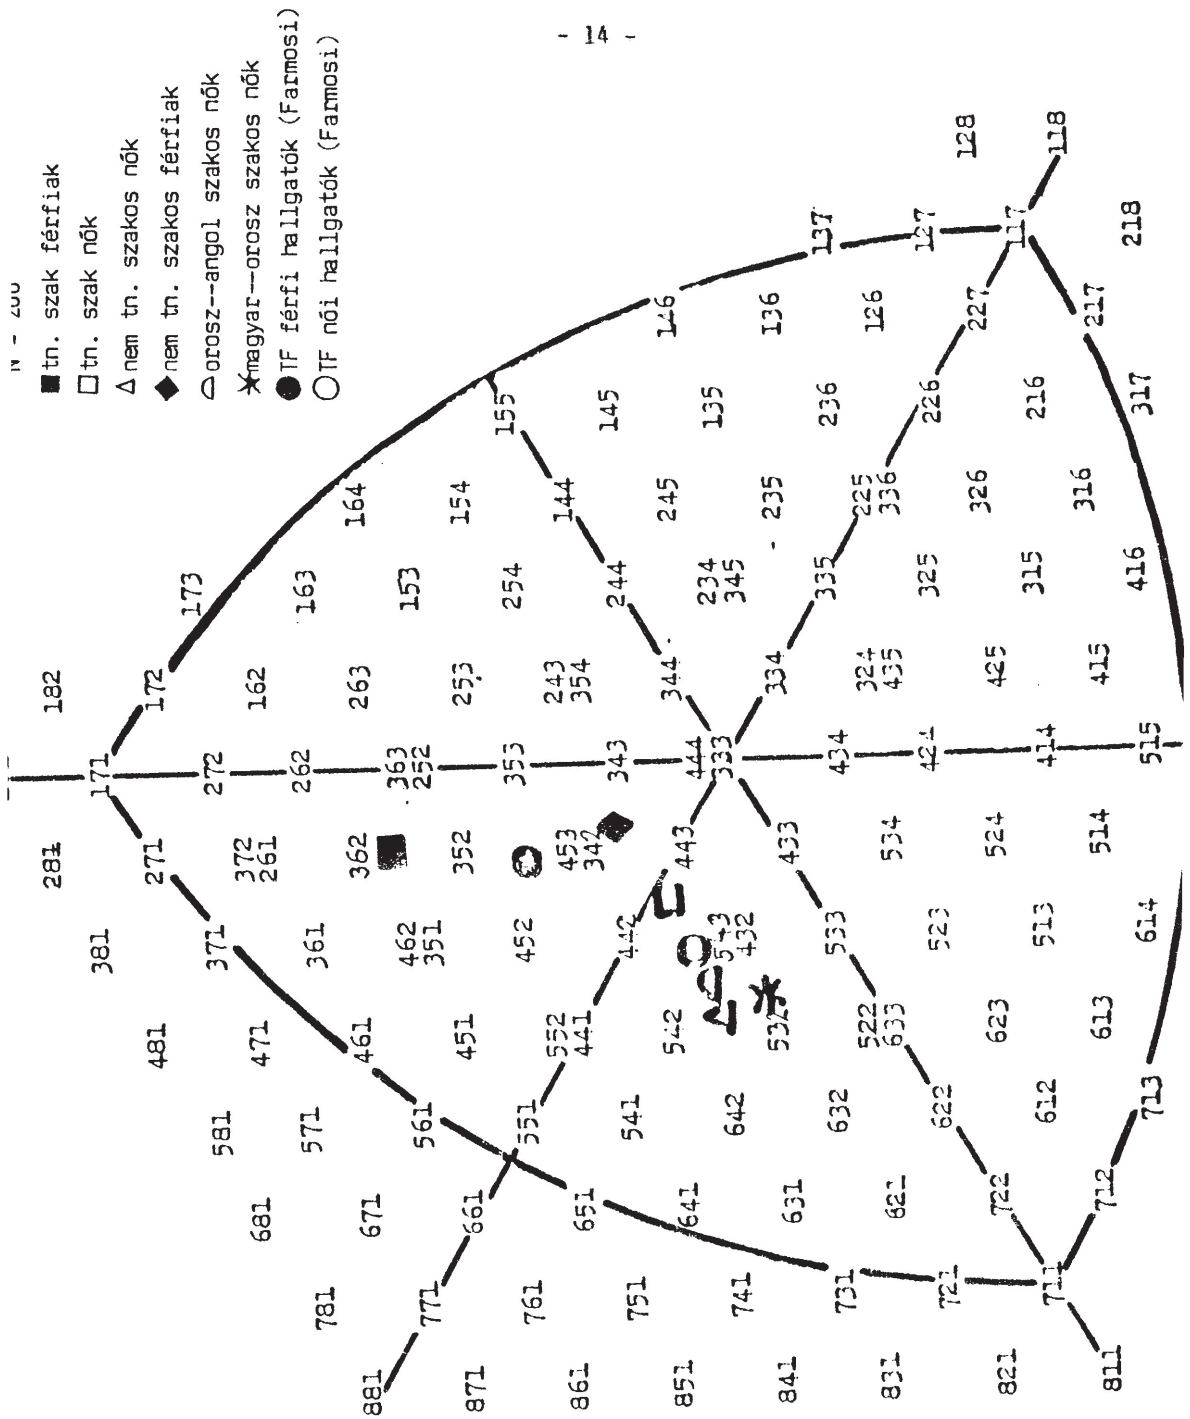 - 14 -
tn. szak férfiak
tn. szak nők
nem tn. szakos nők
nem tn. szakos férfiak
orosz--angol szakos nők
magyar--orosz szakos nők
TF férfi hallgatók (Farmosi)
TF női hallgatók (Farmosi)
281 182
381 171
481 271 172
173
581 371 272
681 471 372 162
261
571 361 262 163
781
881 671 461 362 263 164
771 561 462 363 153
351 252
871 661 451 352 253 154
761 551 452 353 254 155
861 651 552 453 243 144
441 342 354
751 541 442 343 244 145
851 641 542 443 344 245 146
741 642 543 444 234 135
432 333 345
841 631 532 433 334 235 136
731 632 533 434 335 236 137
831 621 522 534 324 225 126
633 435 336
721 622 523 424 325 226 127
821 722 623 524 425 326 227 128
711 612 513 414 315 216 117 118
811 712 613 514 415 316 217
713 614 515 416 317 218